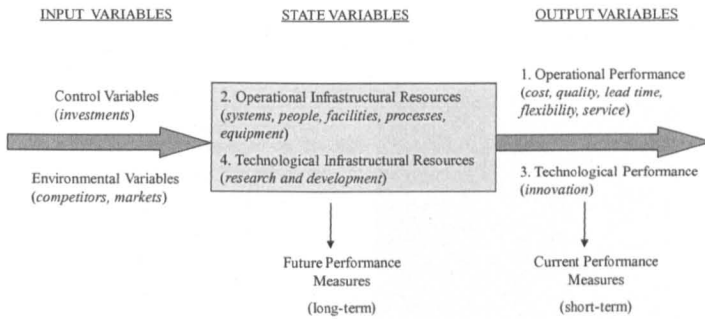 INPUT VARIABLES
STATE VARIABLES
OUTPUT VARIABLES
Control Variables
(investments)
Environmental Variables
(competitors, markets)
2. Operational Infrastructural Resources
(systems, people, facilities, processes,
equipment)
4. Technological Infrastructural Resources
(research and development)
1. Operational Performance
(cost, quality, lead time,
flexibility, service)
3. Technological Performance
(innovation)
Future Performance
Measures
(long-term)
Current Performance
Measures
(short-term)